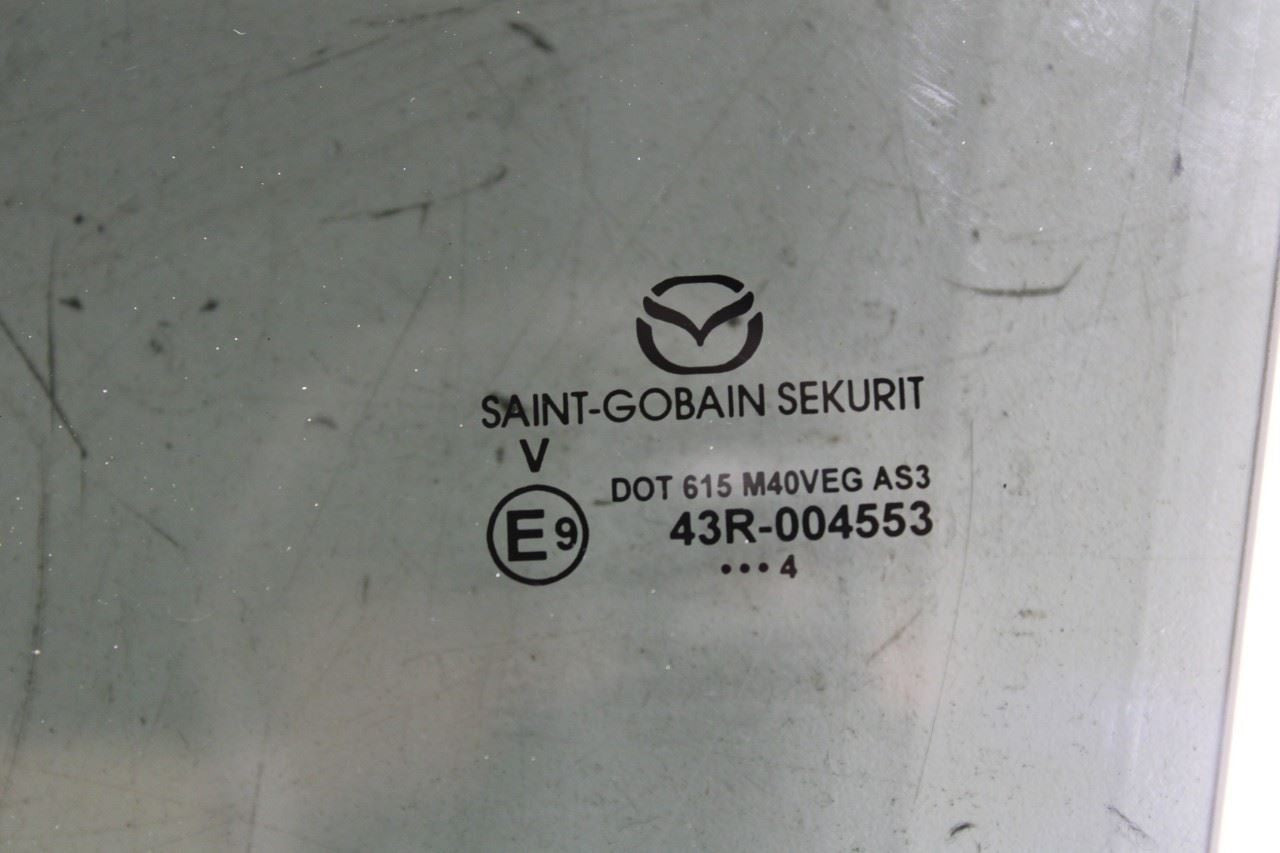 SAINT-GOBAIN SEKURIT
V
DOT 615 M40VEG AS3
E9
43R-004553
•••4